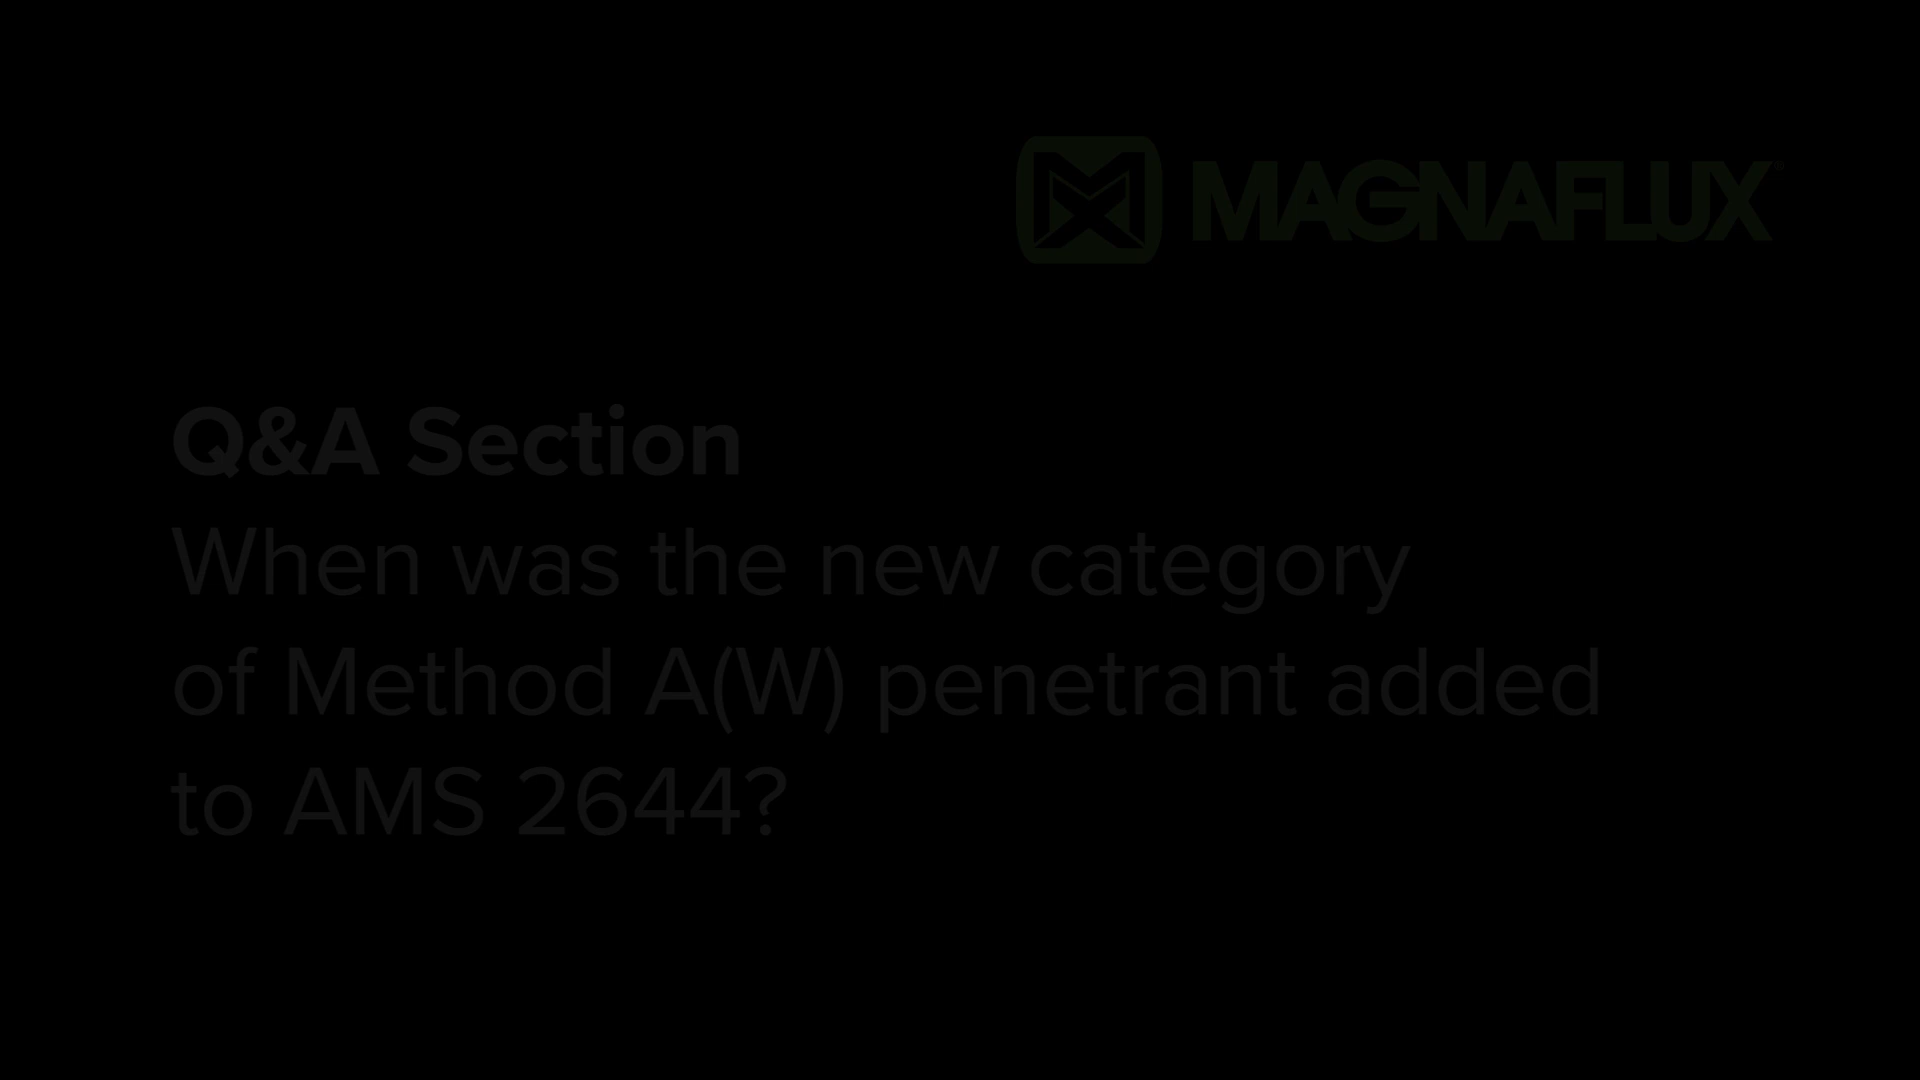 MAGNAFLUX®
Q&A Section
When was the new category
of Method A(W) penetrant added
to AMS 2644?